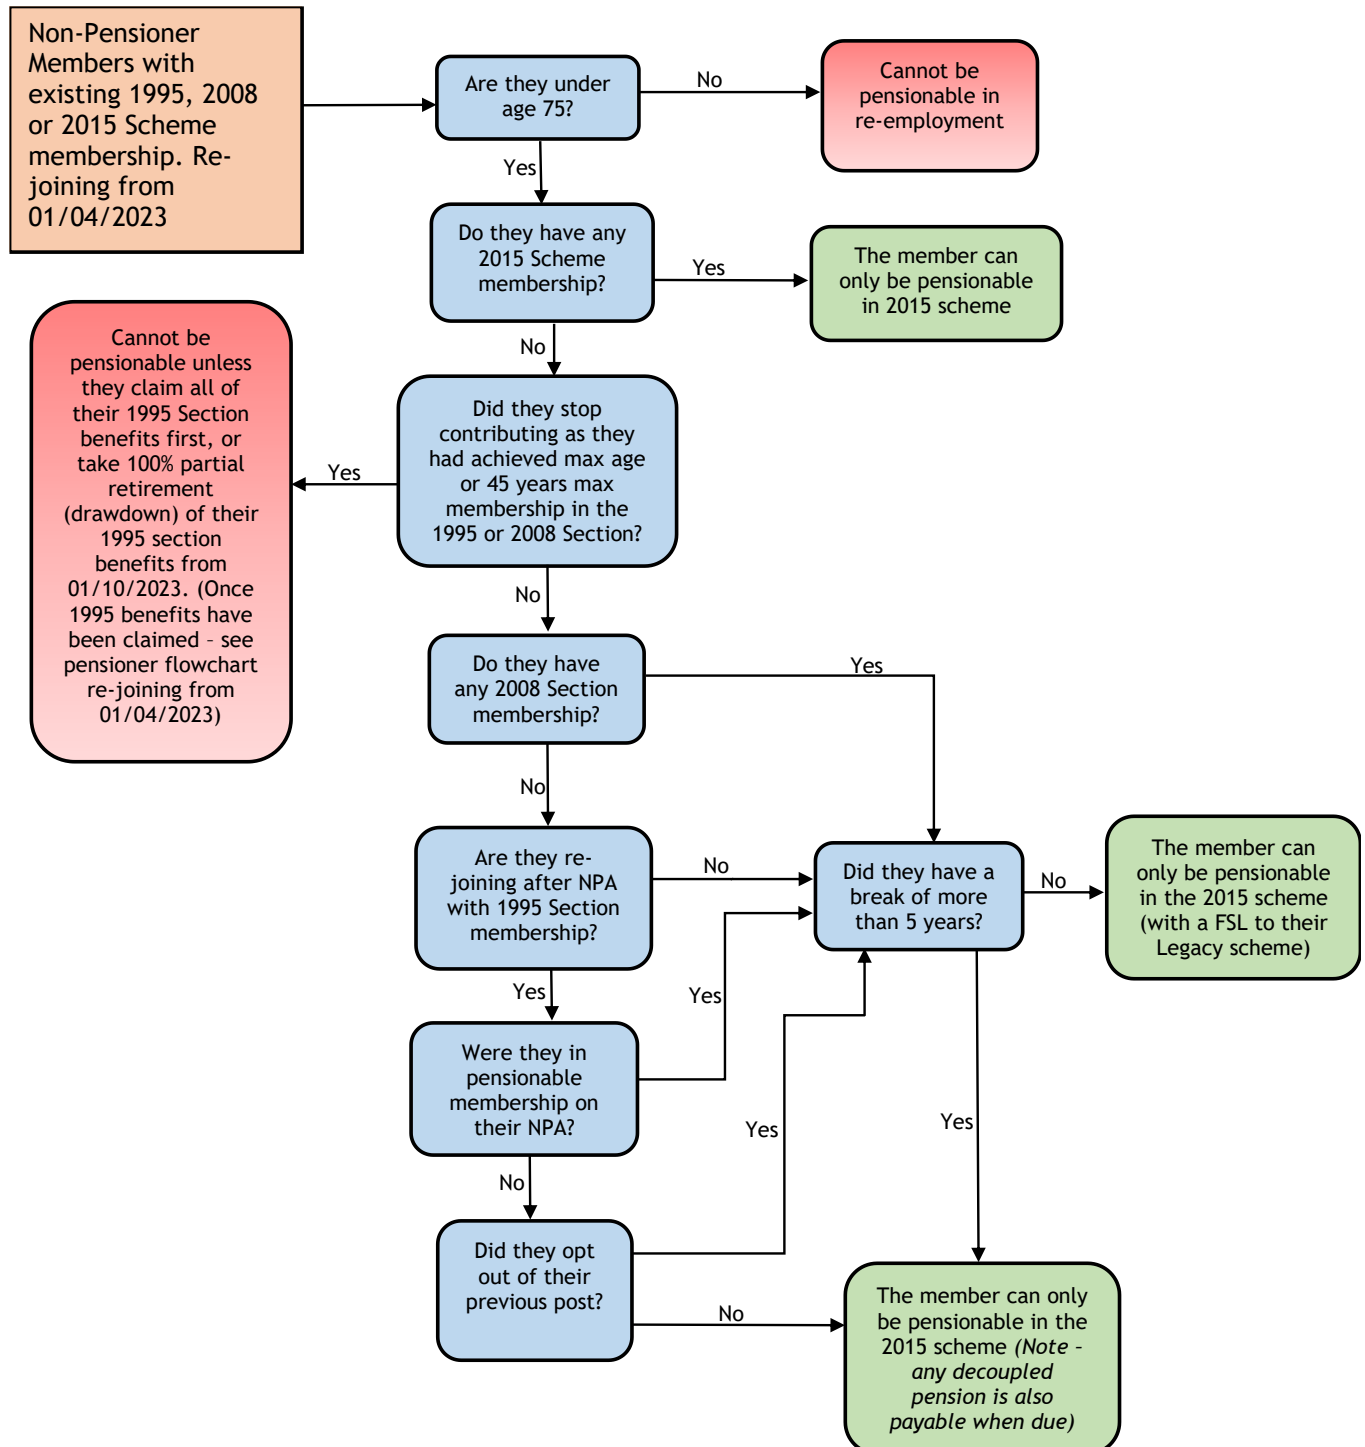 Non-Pensioner
Members with
existing 1995, 2008
or 2015 Scheme
membership. Re-
joining from
01/04/2023
Are they under
age 75?
No
Cannot be
pensionable in
re-employment
Yes
Do they have any
2015 Scheme
membership?
Yes
The member can
only be pensionable
in 2015 scheme
No
Did they stop
contributing as they
had achieved max age
or 45 years max
membership in the
1995 or 2008 Section?
Yes
Cannot be
pensionable unless
they claim all of
their 1995 Section
benefits first, or
take 100% partial
retirement
(drawdown) of their
1995 section
benefits from
01/10/2023. (Once
1995 benefits have
been claimed – see
pensioner flowchart
re-joining from
01/04/2023)
No
Do they have
any 2008 Section
membership?
Yes
No
Are they re-
joining after NPA
with 1995 Section
membership?
No
Did they have a
break of more
than 5 years?
No
The member can
only be pensionable
in the 2015 scheme
(with a FSL to their
Legacy scheme)
Yes
Yes
Were they in
pensionable
membership on
their NPA?
Yes
Yes
No
Did they opt
out of their
previous post?
No
The member can only
be pensionable in the
2015 scheme (Note –
any decoupled
pension is also
payable when due)